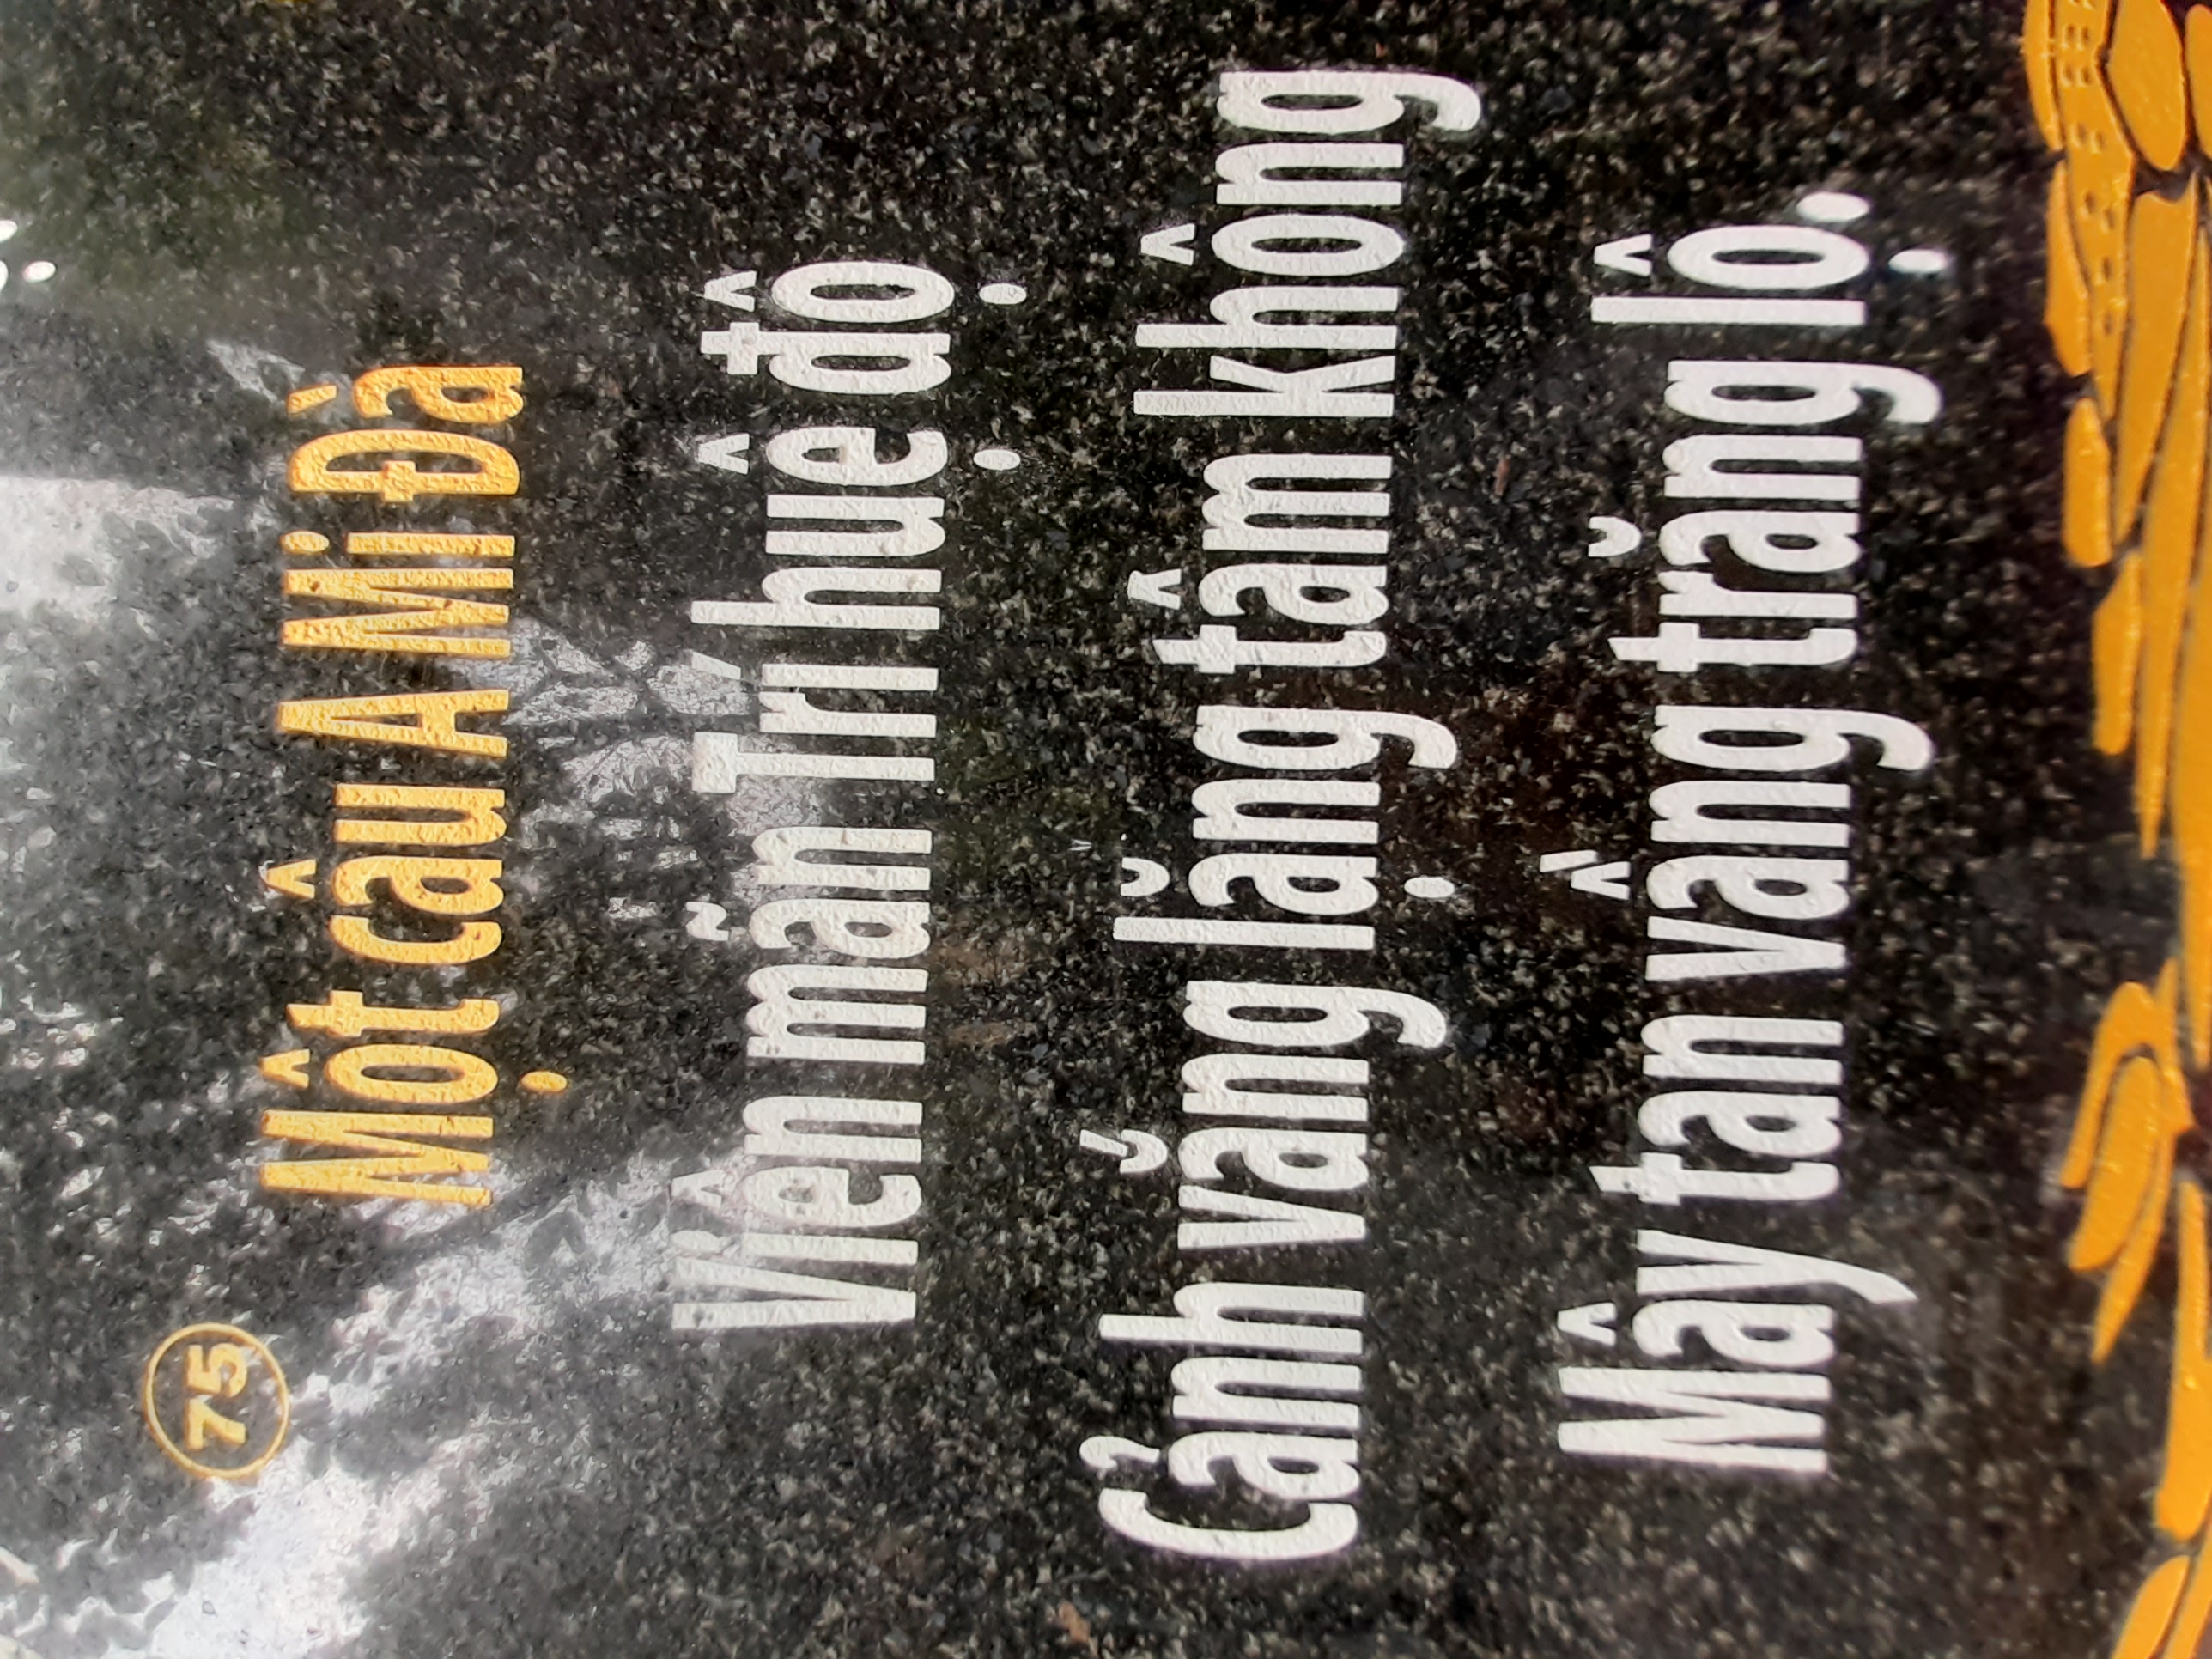 75
Một câu A Mi Đà
Viên mãn Trí huệ độ
Cảnh vắng lặng tâm không
Mây tan vầng trăng lộ.